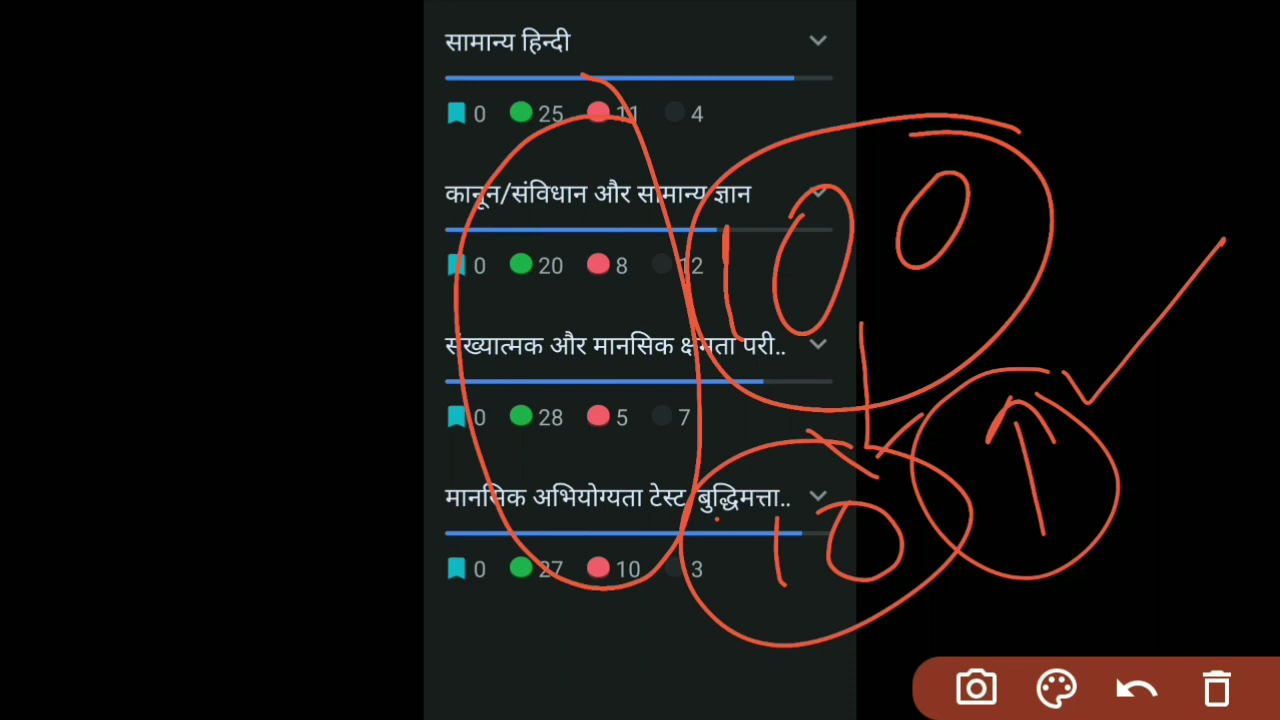 सामान्य हिन्दी
0 25 11 4
कानून/संविधान और सामान्य ज्ञान
0 20 8 12
100
संख्यात्मक और मानसिक क्षमता परी..
0 28 5 7
मानसिक अभियोग्यता टेस्ट/बुद्धिमत्ता..
10
0 27 10 3